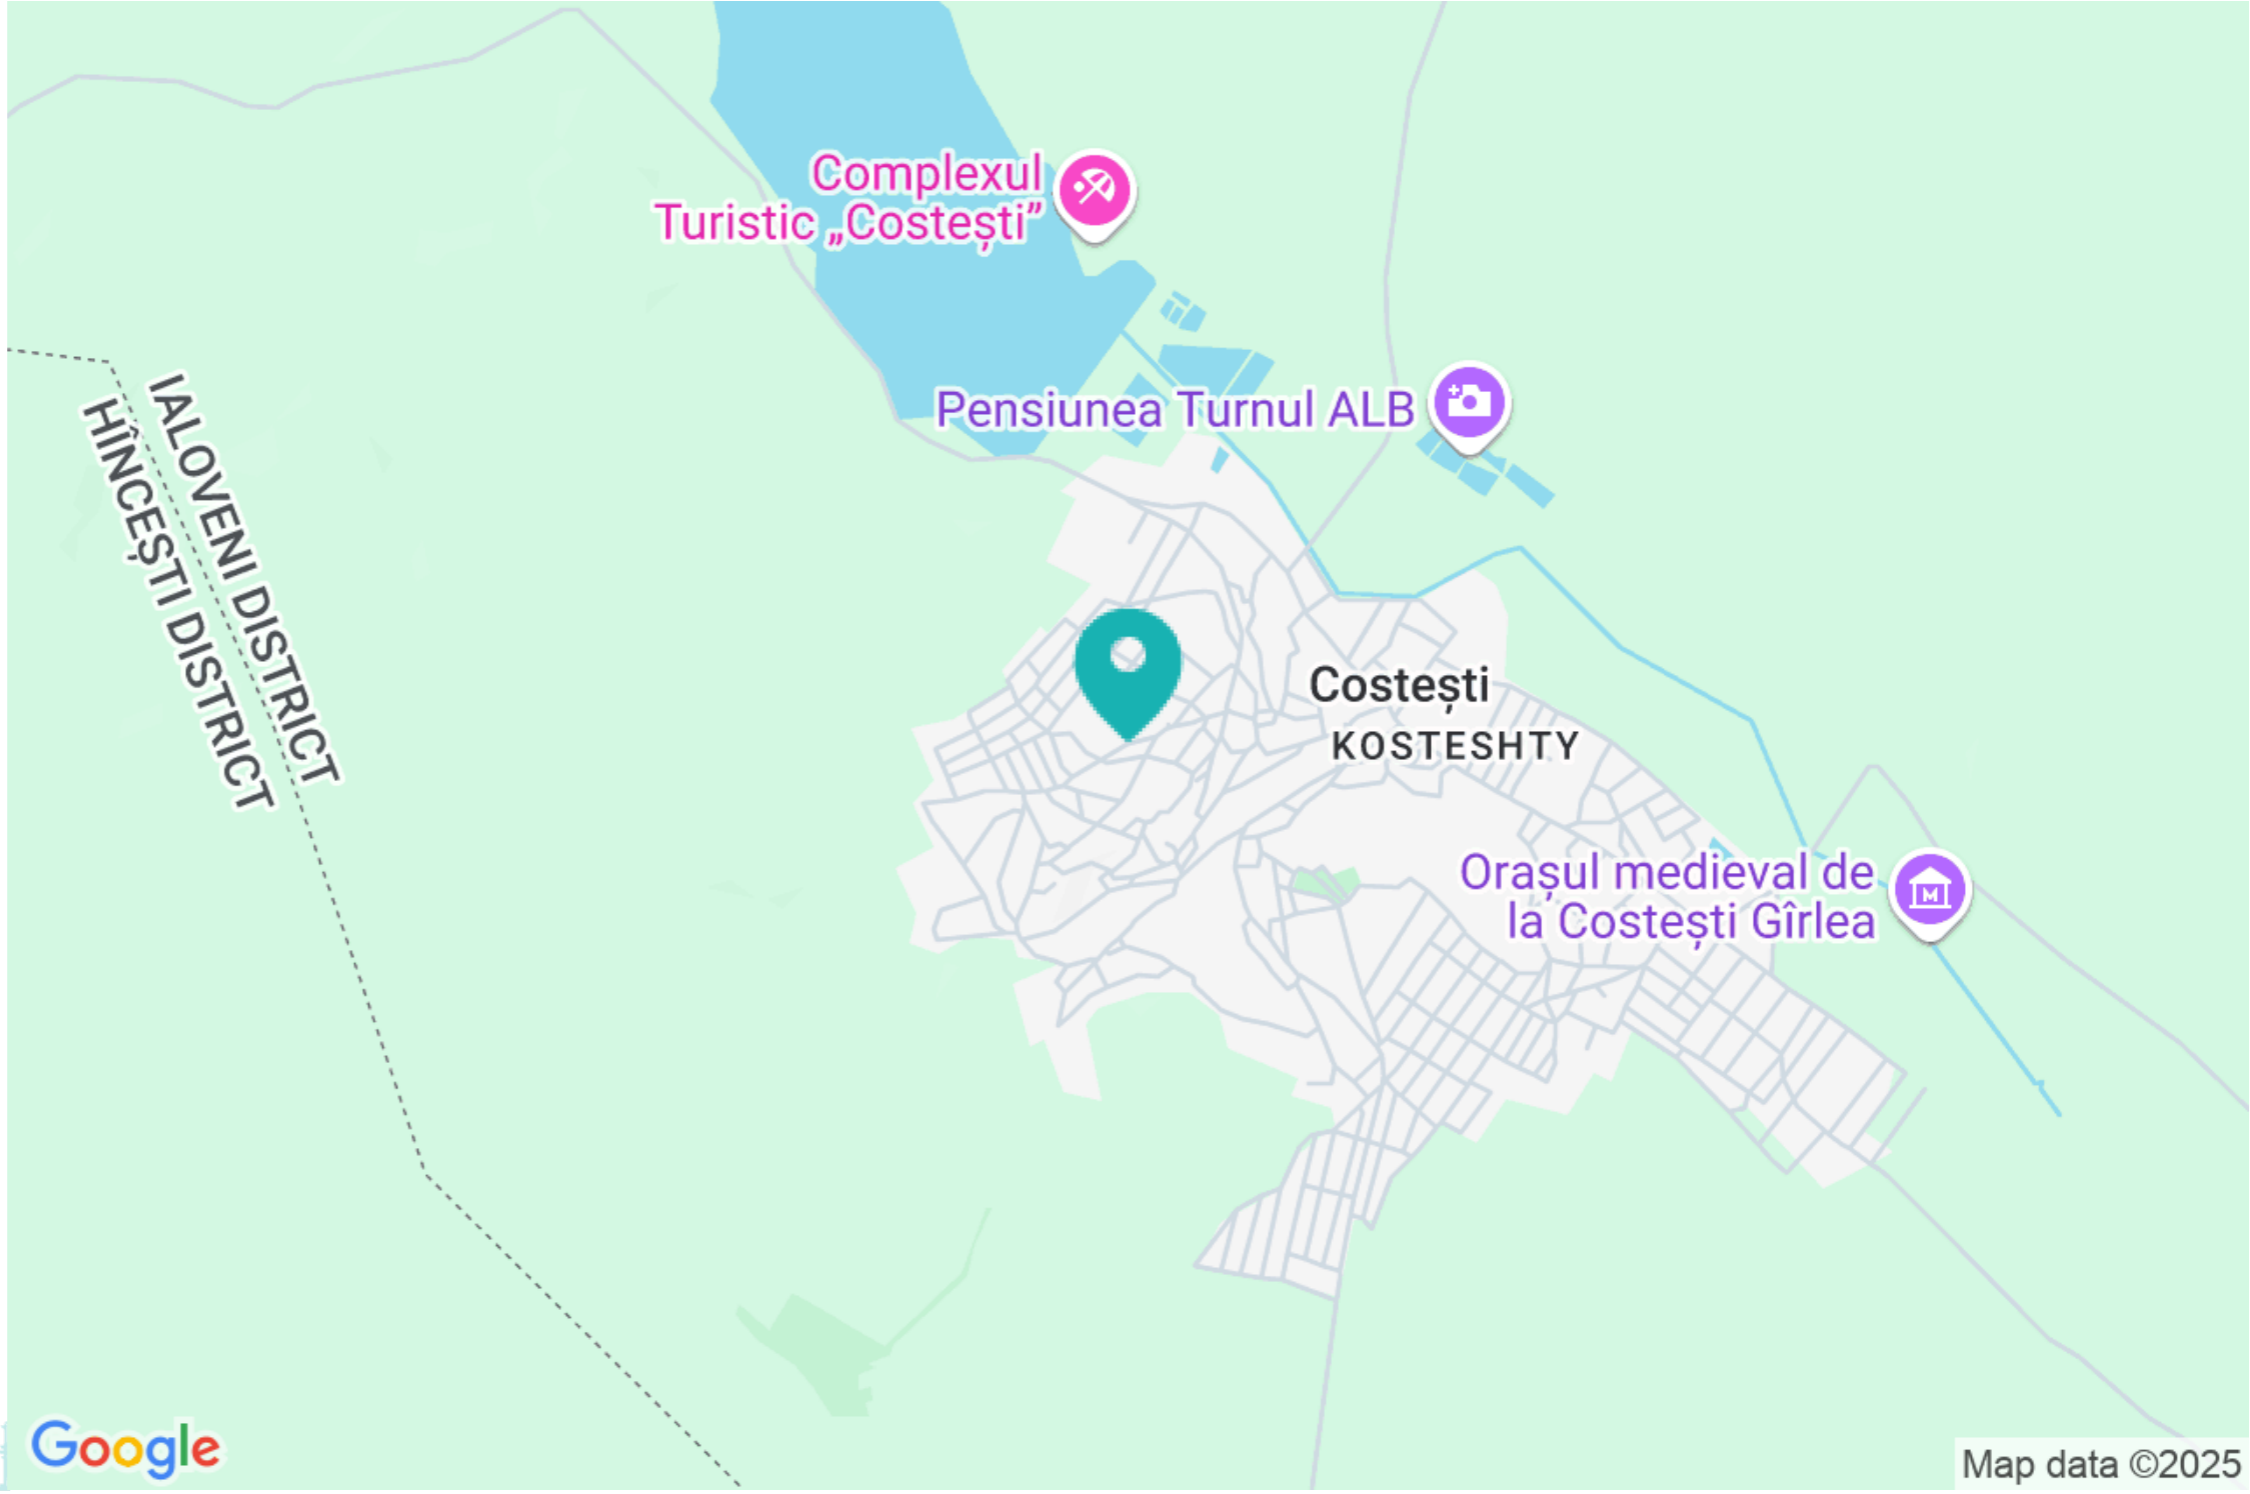 Complexul
Turistic „Costești”
Pensiunea Turnul ALB
IALOVENI DISTRICT
HÎNCEȘTI DISTRICT
Costești
KOSTESHTY
Orașul medieval de
la Costești Gîrlea
M
Google
Map data ©2025